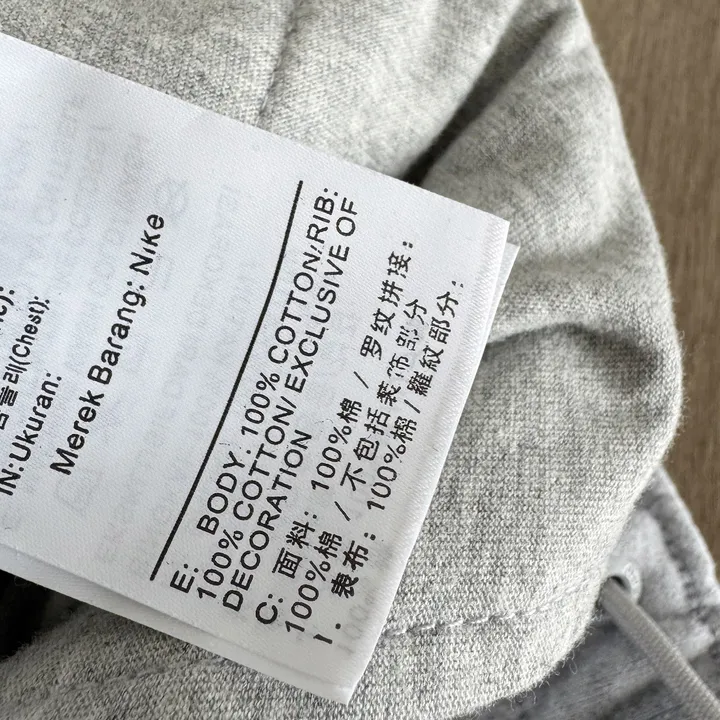 (Chest):
IN: Ukuran:
Merek Barang: Nike
E: BODY: 100% COTTON/RIB:
100% COTTON/EXCLUSIVE OF
DECORATION
C: 面料: 100%棉 / 罗纹拼接:
100%棉 / 不包括装饰部分
100%棉/羅紋部分:
表布: